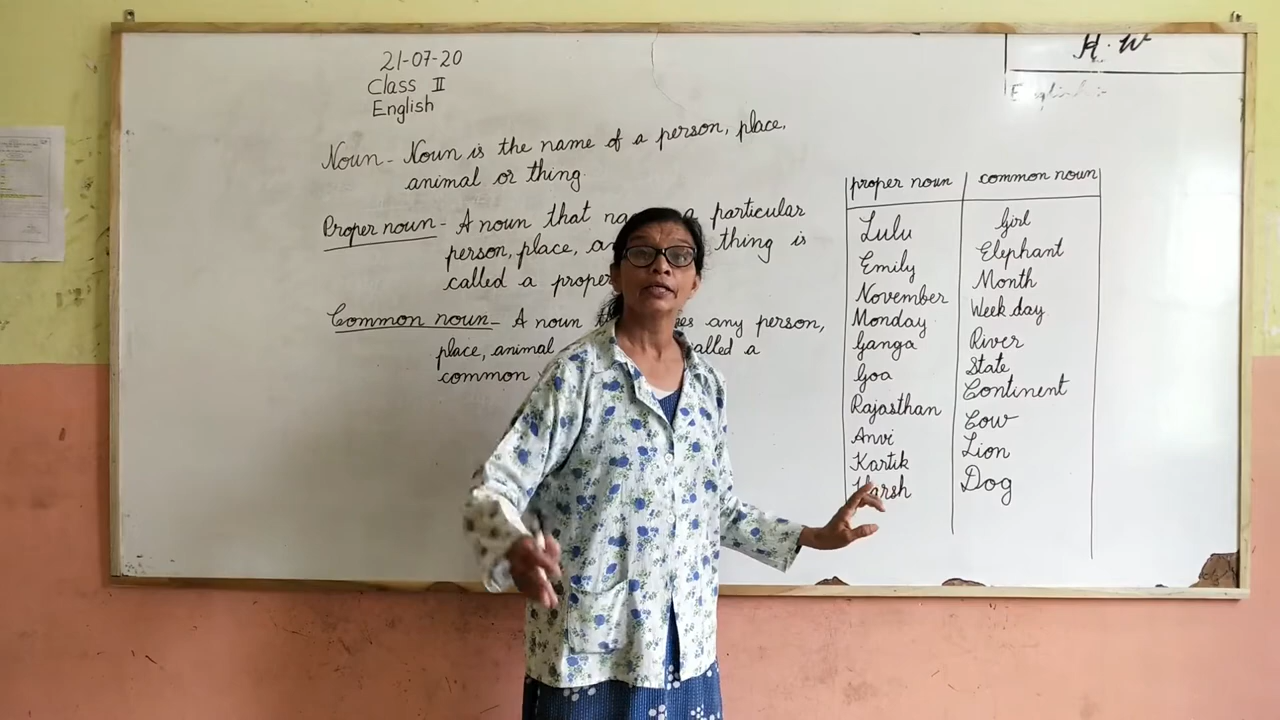 21-07-20
Class II
English
H.W
English :
Noun - Noun is the name of a person, place,
animal or thing.
Proper noun - A noun that a particular
person, place, thing is
called a proper
Common noun - A noun any person,
place, animal called a
common
proper noun common noun
Lulu Girl
Emily Elephant
November Month
Monday Week day
Ganga River
Goa State
Rajasthan Continent
Anvi Cow
Kartik Lion
Harsh Dog